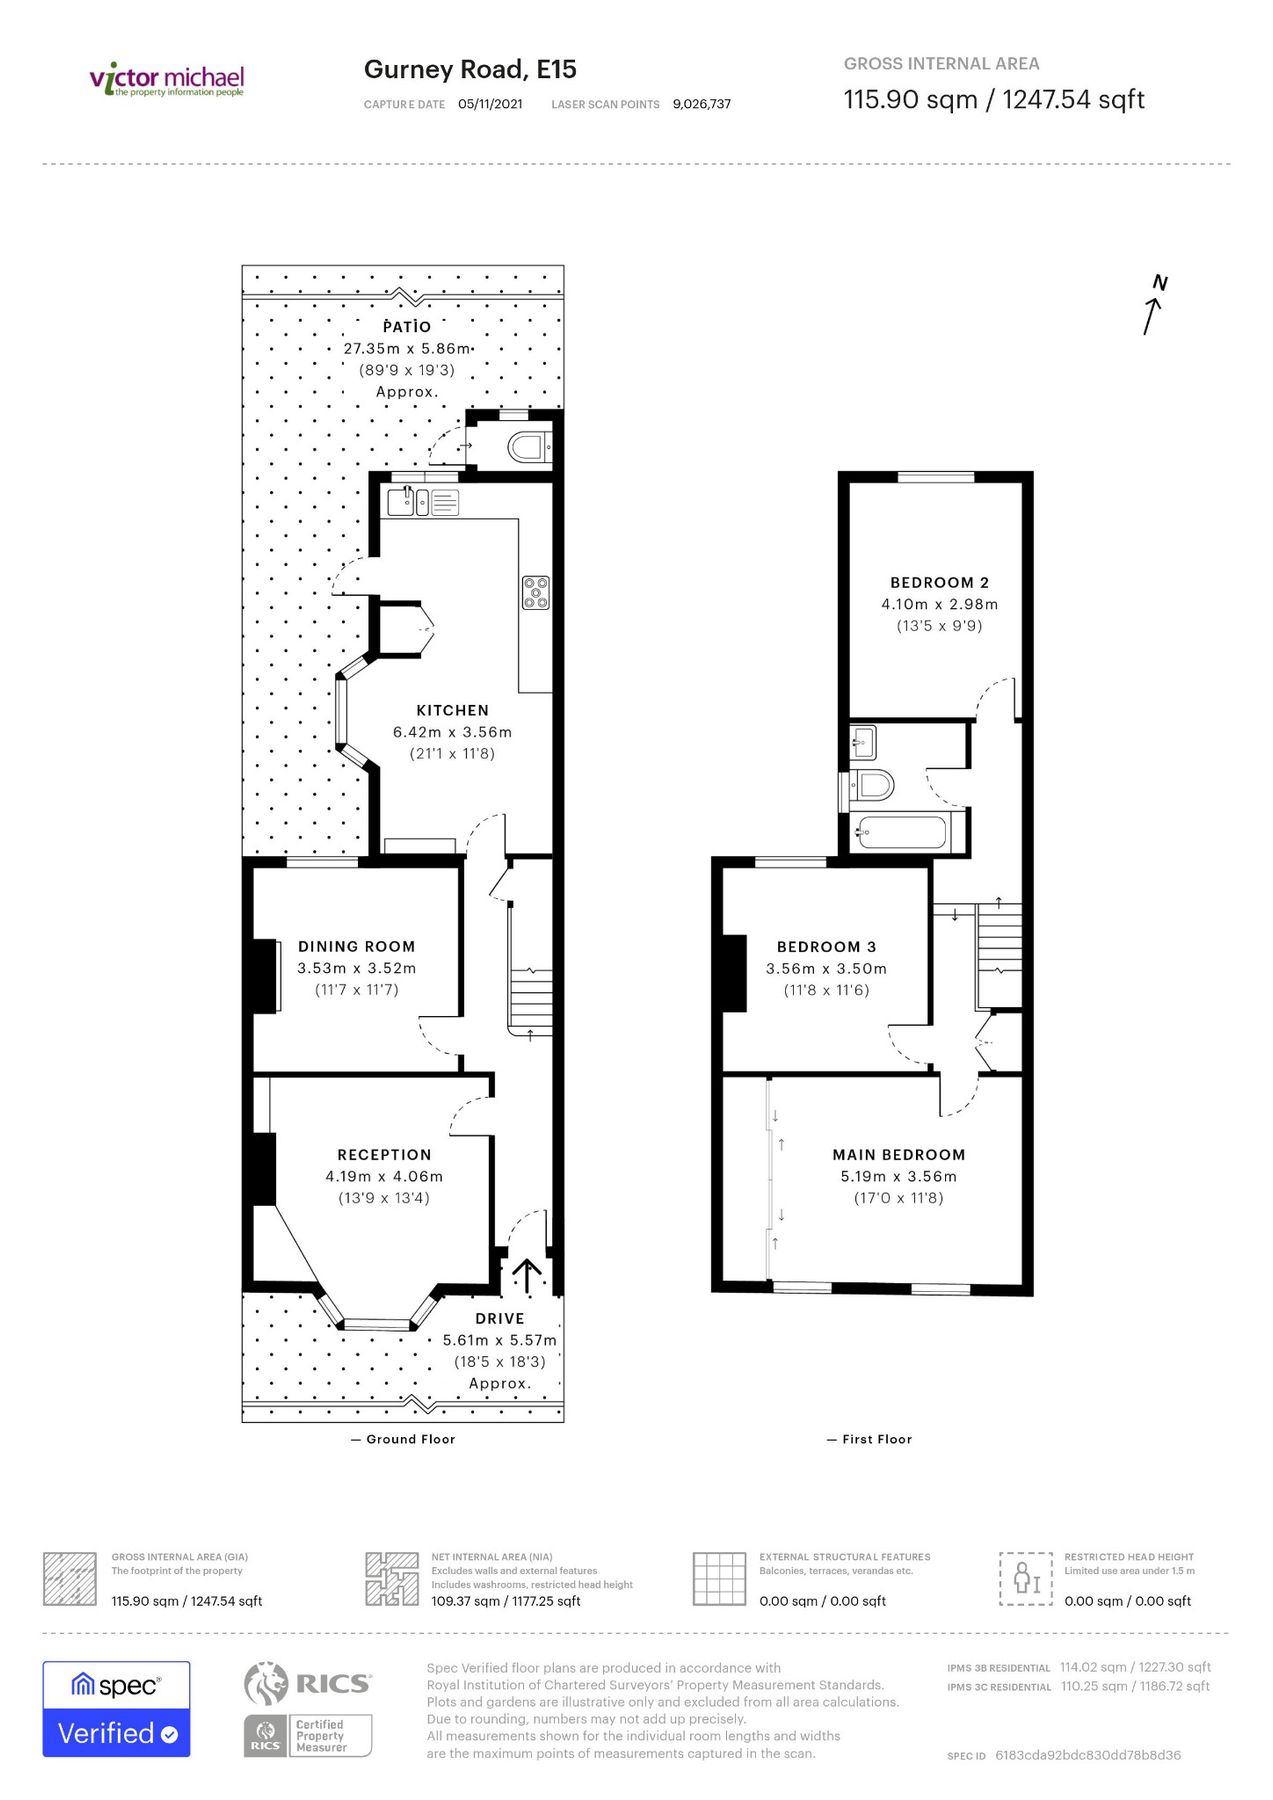 victor michael
the property information people
Gurney Road, E15
CAPTURE DATE 05/11/2021 LASER SCAN POINTS 9,026,737
GROSS INTERNAL AREA
115.90 sqm / 1247.54 sqft
N
PATIO
27.35m x 5.86m
(89'9 x 19'3)
Approx.
KITCHEN
6.42m x 3.56m
(21'1 x 11'8)
DINING ROOM
3.53m x 3.52m
(11'7 x 11'7)
RECEPTION
4.19m x 4.06m
(13'9 x 13'4)
DRIVE
5.61m x 5.57m
(18'5 x 18'3)
Approx.
— Ground Floor
BEDROOM 2
4.10m x 2.98m
(13'5 x 9'9)
BEDROOM 3
3.56m x 3.50m
(11'8 x 11'6)
MAIN BEDROOM
5.19m x 3.56m
(17'0 x 11'8)
— First Floor
GROSS INTERNAL AREA (GIA)
The footprint of the property
115.90 sqm / 1247.54 sqft
NET INTERNAL AREA (NIA)
Excludes walls and external features
Includes washrooms, restricted head height
109.37 sqm / 1177.25 sqft
EXTERNAL STRUCTURAL FEATURES
Balconies, terraces, verandas etc.
0.00 sqm / 0.00 sqft
RESTRICTED HEAD HEIGHT
Limited use area under 1.5 m
0.00 sqm / 0.00 sqft
spec
Verified
RICS
RICS
Certified
Property
Measurer
Spec Verified floor plans are produced in accordance with
Royal Institution of Chartered Surveyors' Property Measurement Standards.
Plots and gardens are illustrative only and excluded from all area calculations.
Due to rounding, numbers may not add up precisely.
All measurements shown for the individual room lengths and widths
are the maximum points of measurements captured in the scan.
IPMS 3B RESIDENTIAL 114.02 sqm / 1227.30 sqft
IPMS 3C RESIDENTIAL 110.25 sqm / 1186.72 sqft
SPEC ID 6183cda92bdc830dd78b8d36